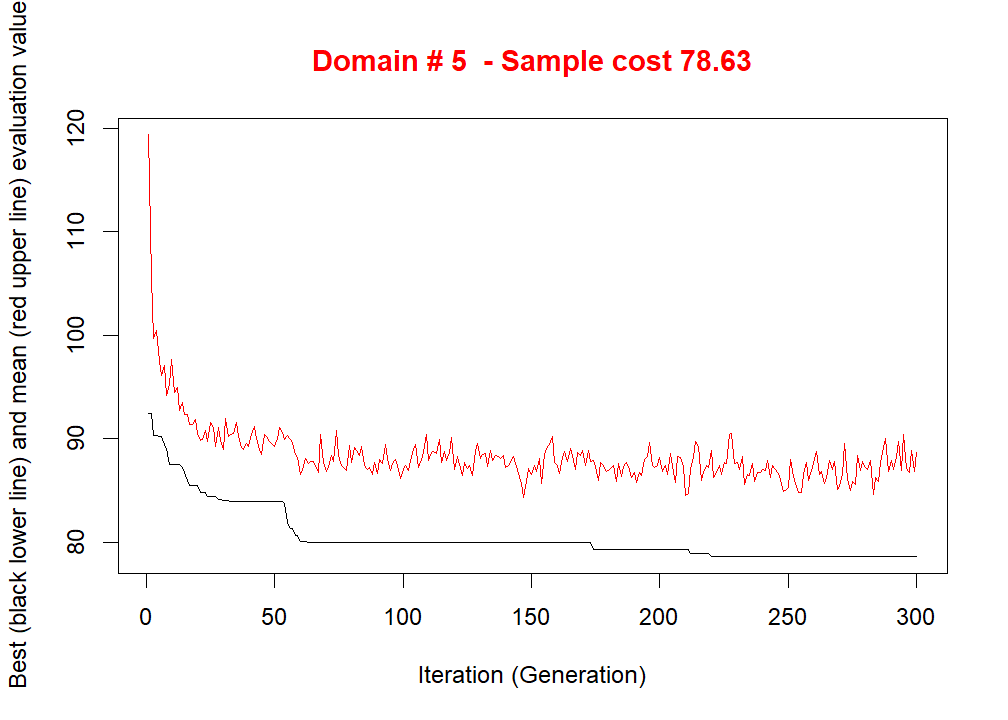 Domain # 5  - Sample cost 78.63
Best (black lower line) and mean (red upper line) evaluation value
120
110
100
90
80
0 50 100 150 200 250 300
Iteration (Generation)